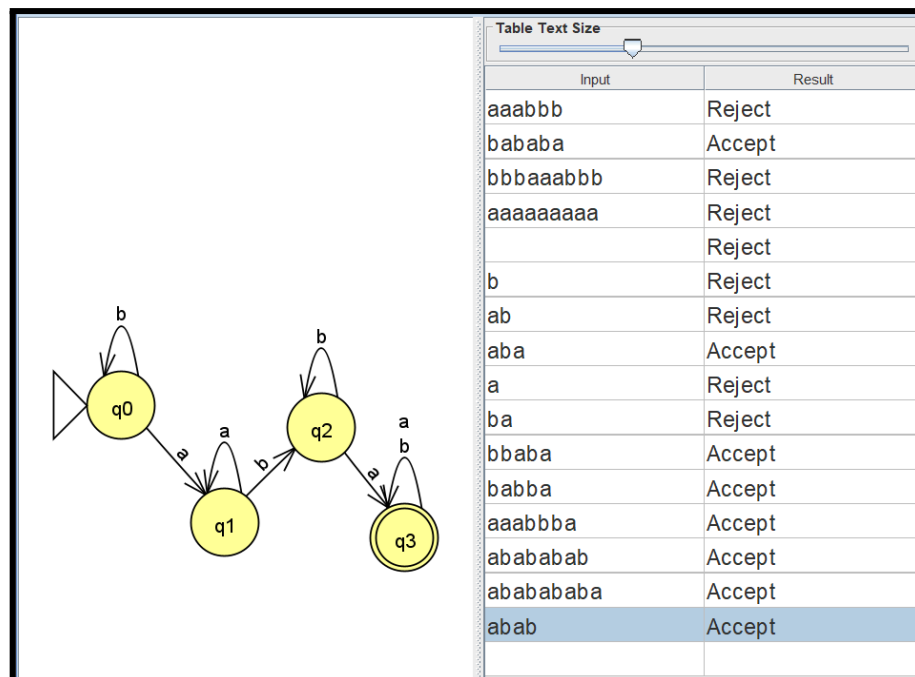 Table Text Size
Input Result
aaabbb Reject
bababa Accept
bbbaaabbb Reject
aaaaaaaaa Reject
Reject
b Reject
ab Reject
aba Accept
a Reject
ba Reject
bbaba Accept
babba Accept
aaabbba Accept
abababab Accept
ababababa Accept
abab Accept
b
b
a
b
q0
a
q2
a
b
a
q1
q3